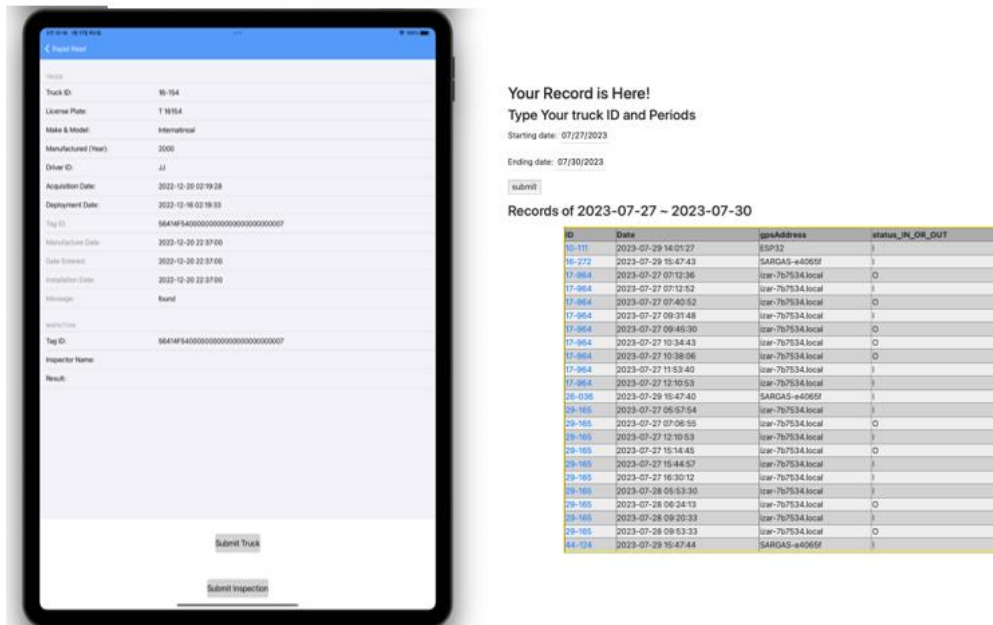 Rapid Read
TRUCK
Truck ID: 16-154
License Plate: T 16154
Make & Model: Internatinoal
Manufactured (Year): 2000
Driver ID: JJ
Acquisition Date: 2022-12-20 02:19:28
Deployment Date: 2022-12-16 02:19:33
Tag ID:
Manufacture Date: 2022-12-20 22:37:00
Date Entered: 2022-12-20 22:37:00
Installation Date: 2022-12-20 22:37:00
Message: found
INSPECTION
Tag ID:
Inspector Name:
Result:
Submit Truck
Submit Inspection
Your Record is Here!
Type Your truck ID and Periods
Starting date: 07/27/2023
Ending date: 07/30/2023
submit
Records of 2023-07-27 ~ 2023-07-30
ID Date gpsAddress status_IN_OR_OUT
10-111 2023-07-29 14:01:27 ESP32 I
16-272 2023-07-29 15:47:43 SARGAS-e4065f I
17-964 2023-07-27 07:12:36 izar-7b7534.local O
17-964 2023-07-27 07:12:52 izar-7b7534.local I
17-964 2023-07-27 07:40:52 izar-7b7534.local O
17-964 2023-07-27 09:31:48 izar-7b7534.local I
17-964 2023-07-27 09:45:30 izar-7b7534.local O
17-964 2023-07-27 10:34:43 izar-7b7534.local O
17-964 2023-07-27 10:38:06 izar-7b7534.local O
17-964 2023-07-27 11:53:40 izar-7b7534.local I
17-964 2023-07-27 12:10:53 izar-7b7534.local I
26-036 2023-07-29 15:47:40 SARGAS-e4065f I
29-165 2023-07-27 05:57:54 izar-7b7534.local I
29-165 2023-07-27 07:06:55 izar-7b7534.local O
29-165 2023-07-27 12:10:53 izar-7b7534.local I
29-165 2023-07-27 15:14:45 izar-7b7534.local O
29-165 2023-07-27 15:44:57 izar-7b7534.local I
29-165 2023-07-27 16:30:12 izar-7b7534.local I
29-165 2023-07-28 05:53:30 izar-7b7534.local I
29-165 2023-07-28 06:24:13 izar-7b7534.local O
29-165 2023-07-28 09:20:33 izar-7b7534.local I
29-165 2023-07-28 09:53:33 izar-7b7534.local O
44-124 2023-07-29 15:47:44 SARGAS-e4065f I